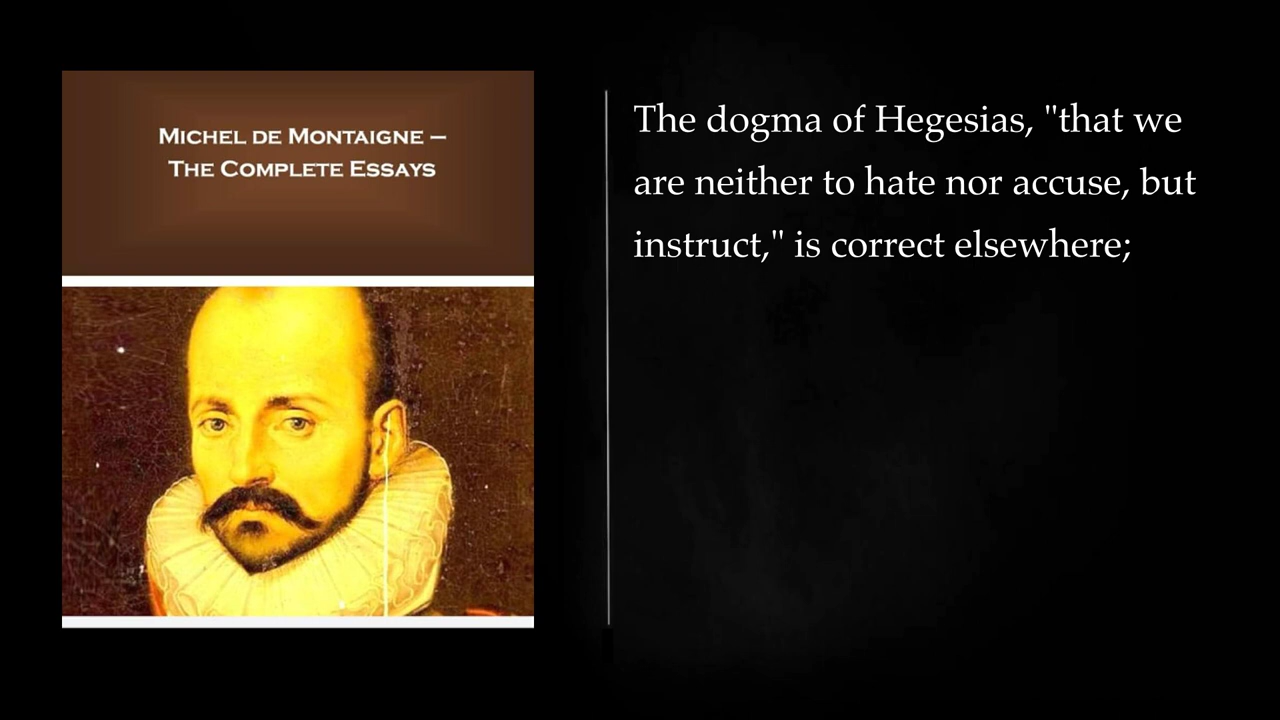 MICHEL DE MONTAIGNE –
THE COMPLETE ESSAYS
The dogma of Hegesias, "that we
are neither to hate nor accuse, but
instruct," is correct elsewhere;